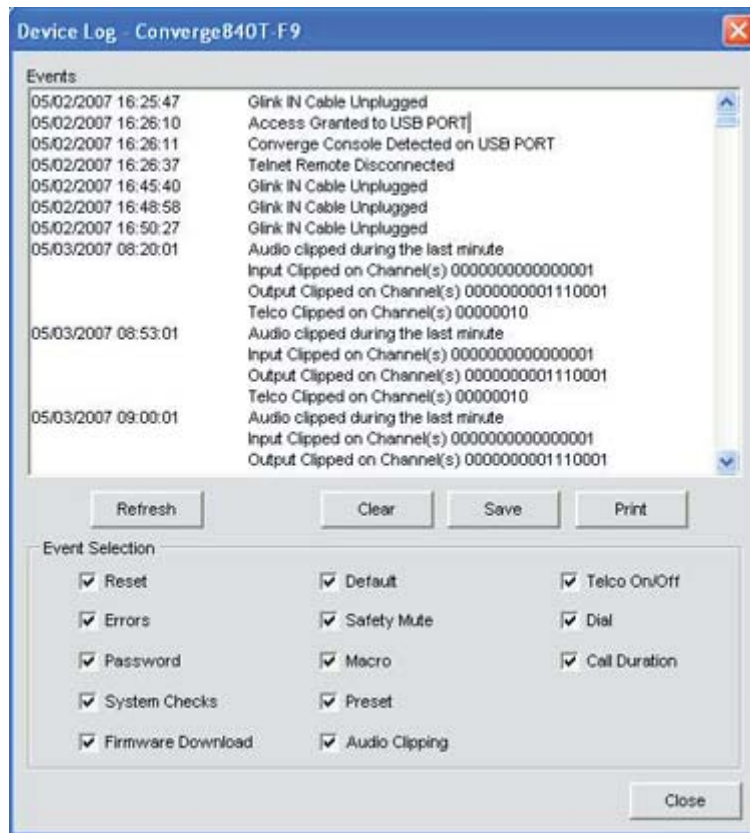 Device Log - Converge840T-F9
Events
05/02/2007 16:25:47 Glink IN Cable Unplugged
05/02/2007 16:26:10 Access Granted to USB PORT
05/02/2007 16:26:11 Converge Console Detected on USB PORT
05/02/2007 16:26:37 Telnet Remote Disconnected
05/02/2007 16:45:40 Glink IN Cable Unplugged
05/02/2007 16:48:58 Glink IN Cable Unplugged
05/02/2007 16:50:27 Glink IN Cable Unplugged
05/03/2007 08:20:01 Audio clipped during the last minute
Input Clipped on Channel(s) 0000000000000001
Output Clipped on Channel(s) 0000000001110001
Telco Clipped on Channel(s) 00000010
05/03/2007 08:53:01 Audio clipped during the last minute
Input Clipped on Channel(s) 0000000000000001
Output Clipped on Channel(s) 0000000001110001
Telco Clipped on Channel(s) 00000010
05/03/2007 09:00:01 Audio clipped during the last minute
Input Clipped on Channel(s) 0000000000000001
Output Clipped on Channel(s) 0000000001110001
Refresh Clear Save Print
Event Selection
Reset Default Telco On/Off
Errors Safety Mute Dial
Password Macro Call Duration
System Checks Preset
Firmware Download Audio Clipping
Close